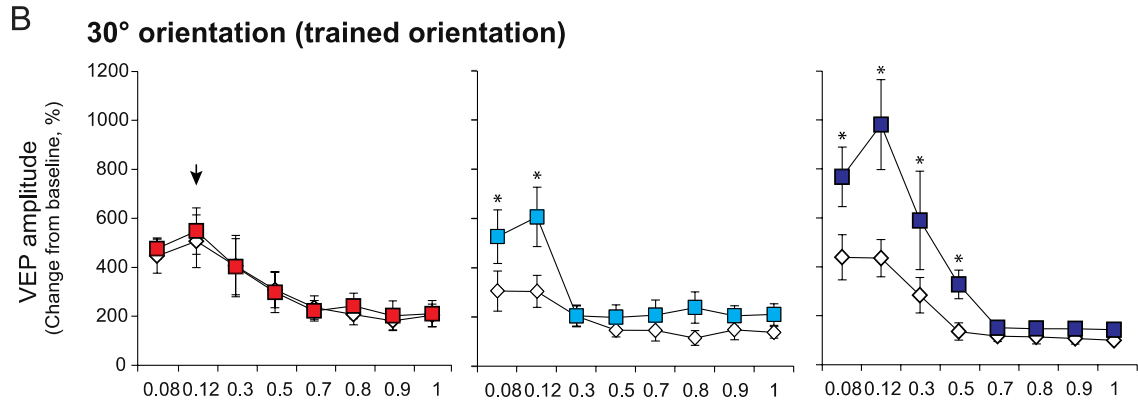 B
30° orientation (trained orientation)
VEP amplitude
(Change from baseline, %)
1200
1000
800
600
400
200
0
* * * * * *
0.08 0.12 0.3 0.5 0.7 0.8 0.9 1
0.08 0.12 0.3 0.5 0.7 0.8 0.9 1
0.08 0.12 0.3 0.5 0.7 0.8 0.9 1